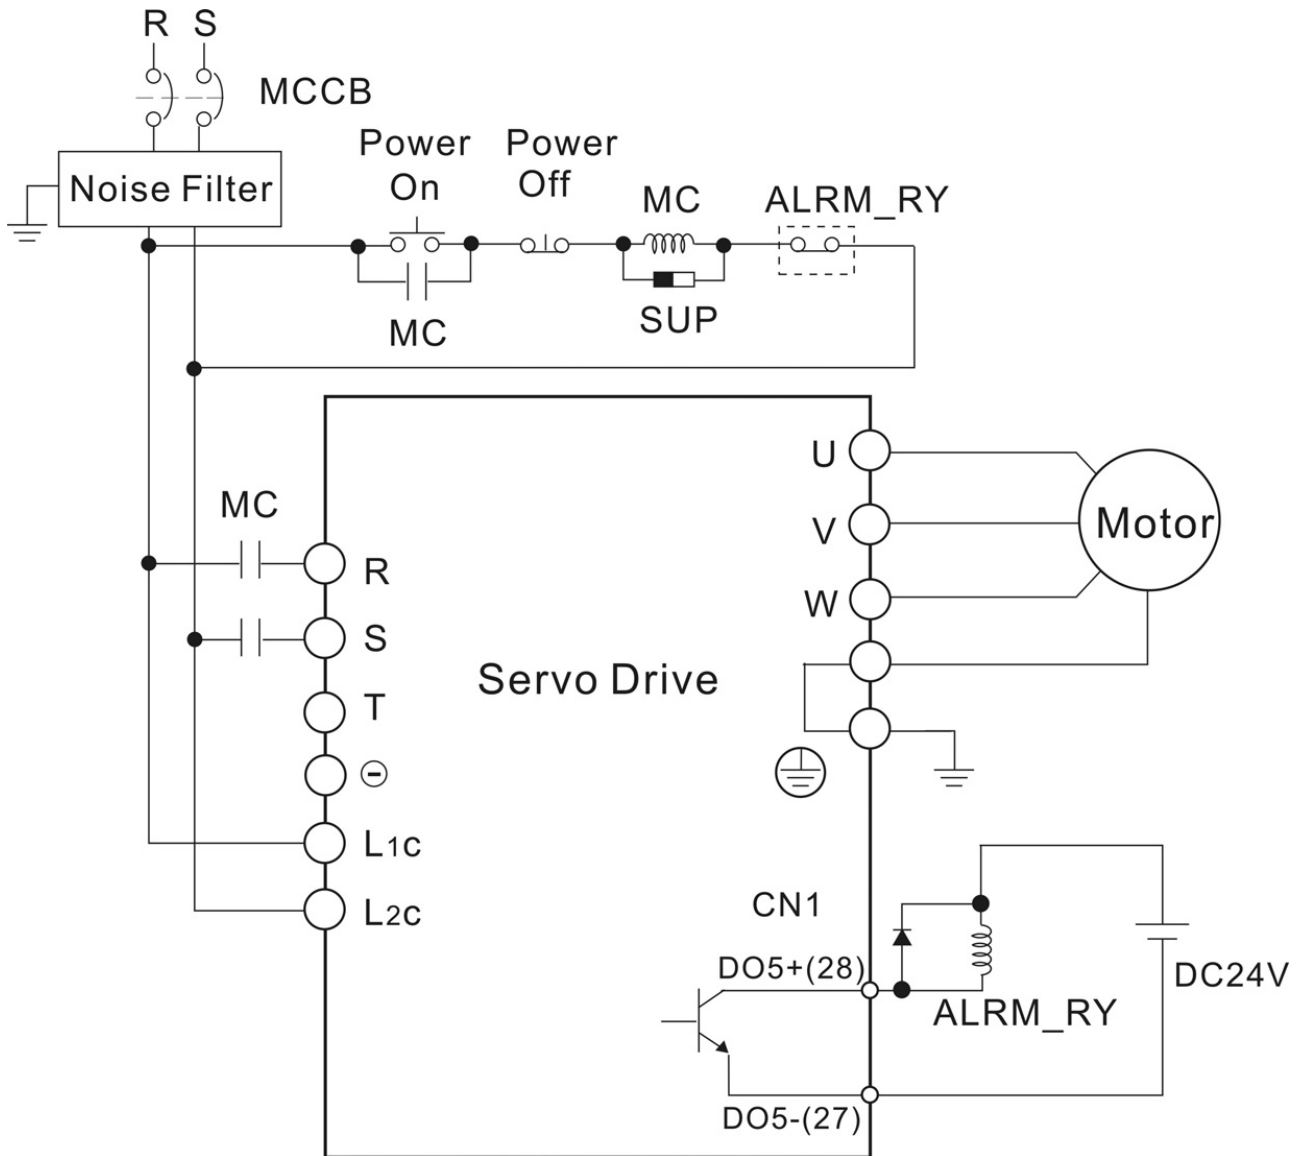 R S
MCCB
Power On
Power Off
Noise Filter
MC
ALRM_RY
MC
SUP
U
MC
V
Motor
R
W
S
Servo Drive
T
⊖
L1c
CN1
L2c
DO5+(28)
DC24V
ALRM_RY
DO5-(27)